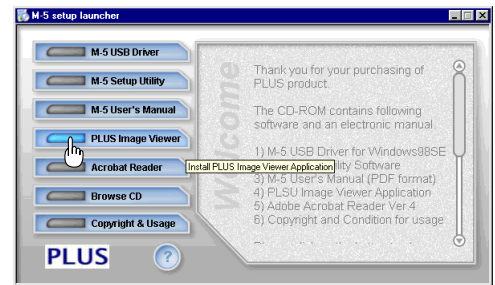 M-5 setup launcher
M-5 USB Driver
M-5 Setup Utility
M-5 User's Manual
PLUS Image Viewer
Acrobat Reader
Browse CD
Copyright & Usage
PLUS
?
Welcome
Thank you for your purchasing of
PLUS product.
The CD-ROM contains following
software and an electronic manual.
1) M-5 USB Driver for Windows98SE
Install PLUS Image Viewer Application
ility Software
3) M-5 User's Manual (PDF format)
4) PLSU Image Viewer Application
5) Adobe Acrobat Reader Ver 4
6) Copyright and Condition for usage